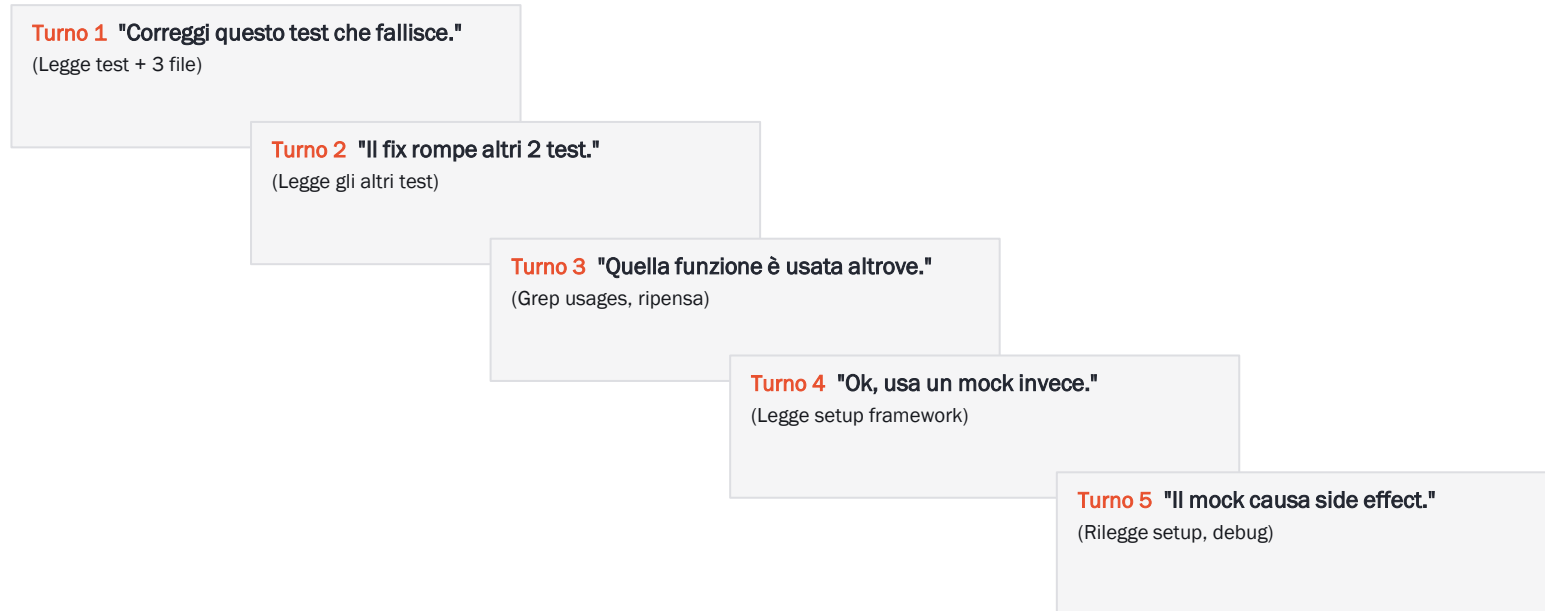 Turno 1 "Correggi questo test che fallisce."
(Legge test + 3 file)
Turno 2 "Il fix rompe altri 2 test."
(Legge gli altri test)
Turno 3 "Quella funzione è usata altrove."
(Grep usages, ripensa)
Turno 4 "Ok, usa un mock invece."
(Legge setup framework)
Turno 5 "Il mock causa side effect."
(Rilegge setup, debug)